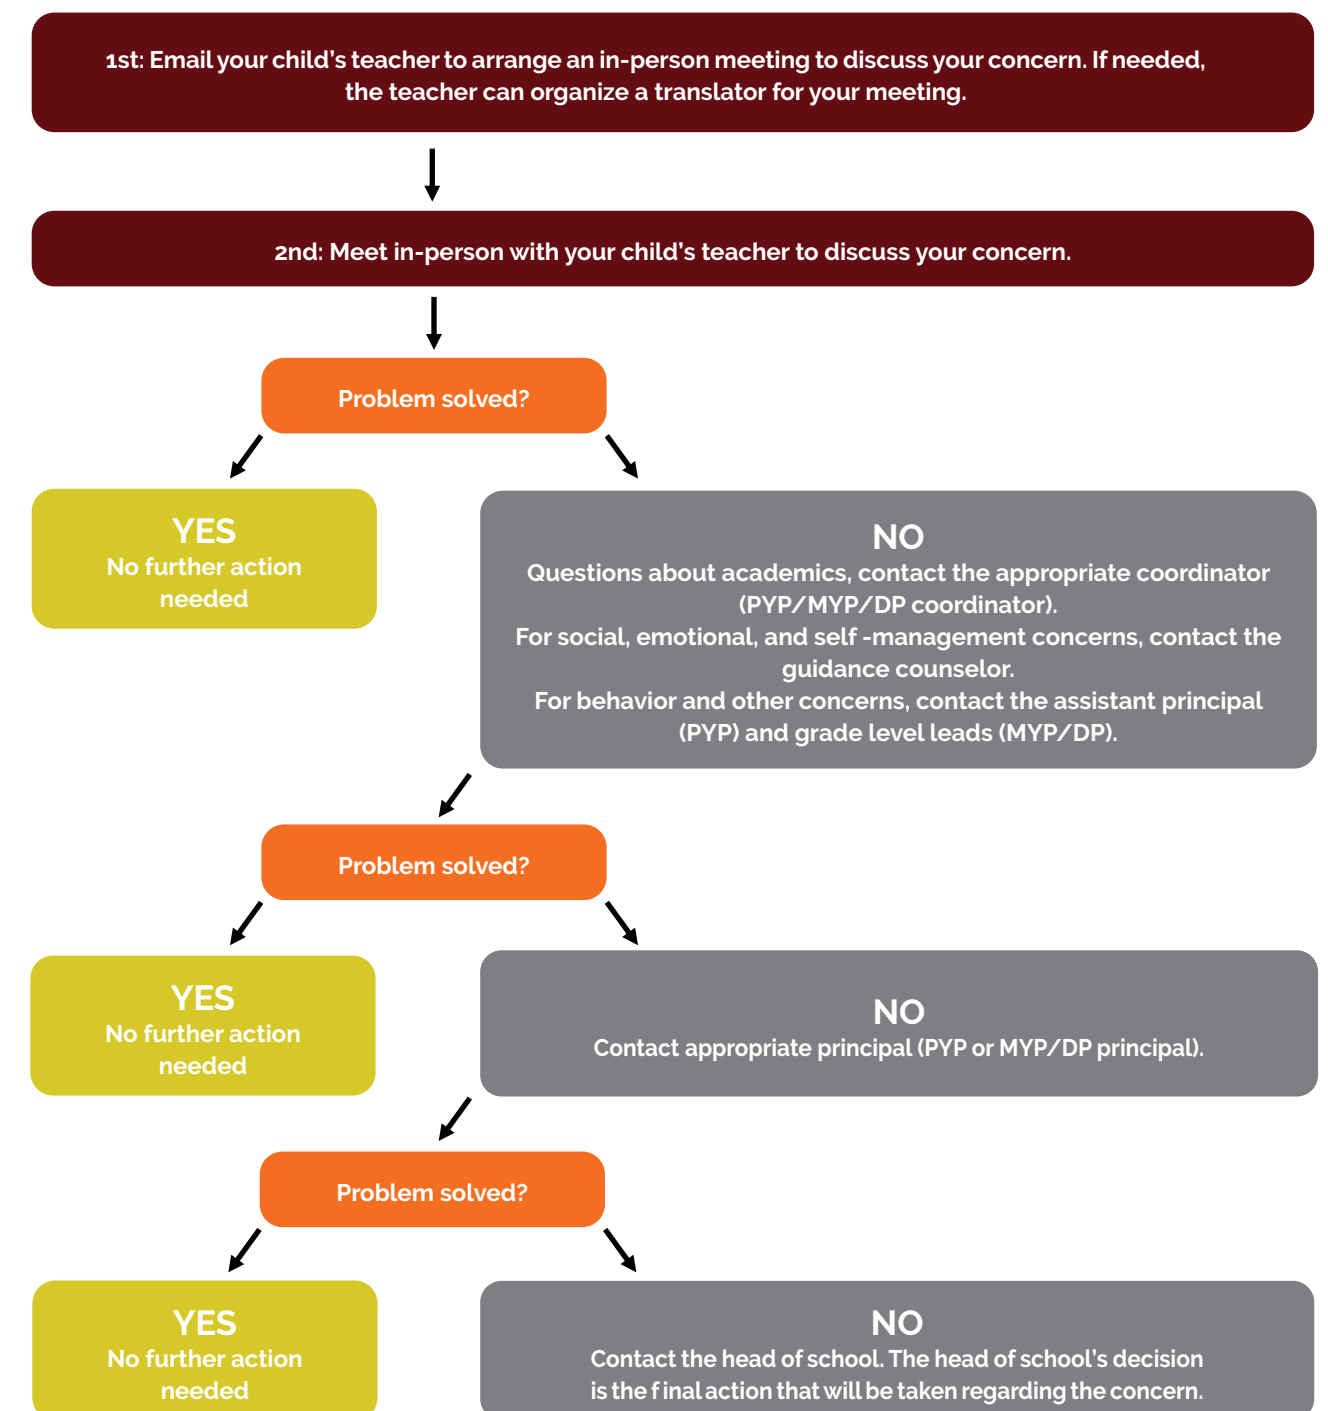 1st: Email your child's teacher to arrange an in-person meeting to discuss your concern. If needed,
the teacher can organize a translator for your meeting.
2nd: Meet in-person with your child's teacher to discuss your concern.
Problem solved?
YES
No further action
needed
NO
Questions about academics, contact the appropriate coordinator
(PYP/MYP/DP coordinator).
For social, emotional, and self -management concerns, contact the
guidance counselor.
For behavior and other concerns, contact the assistant principal
(PYP) and grade level leads (MYP/DP).
Problem solved?
YES
No further action
needed
NO
Contact appropriate principal (PYP or MYP/DP principal).
Problem solved?
YES
No further action
needed
NO
Contact the head of school. The head of school's decision
is the f inal action that will be taken regarding the concern.